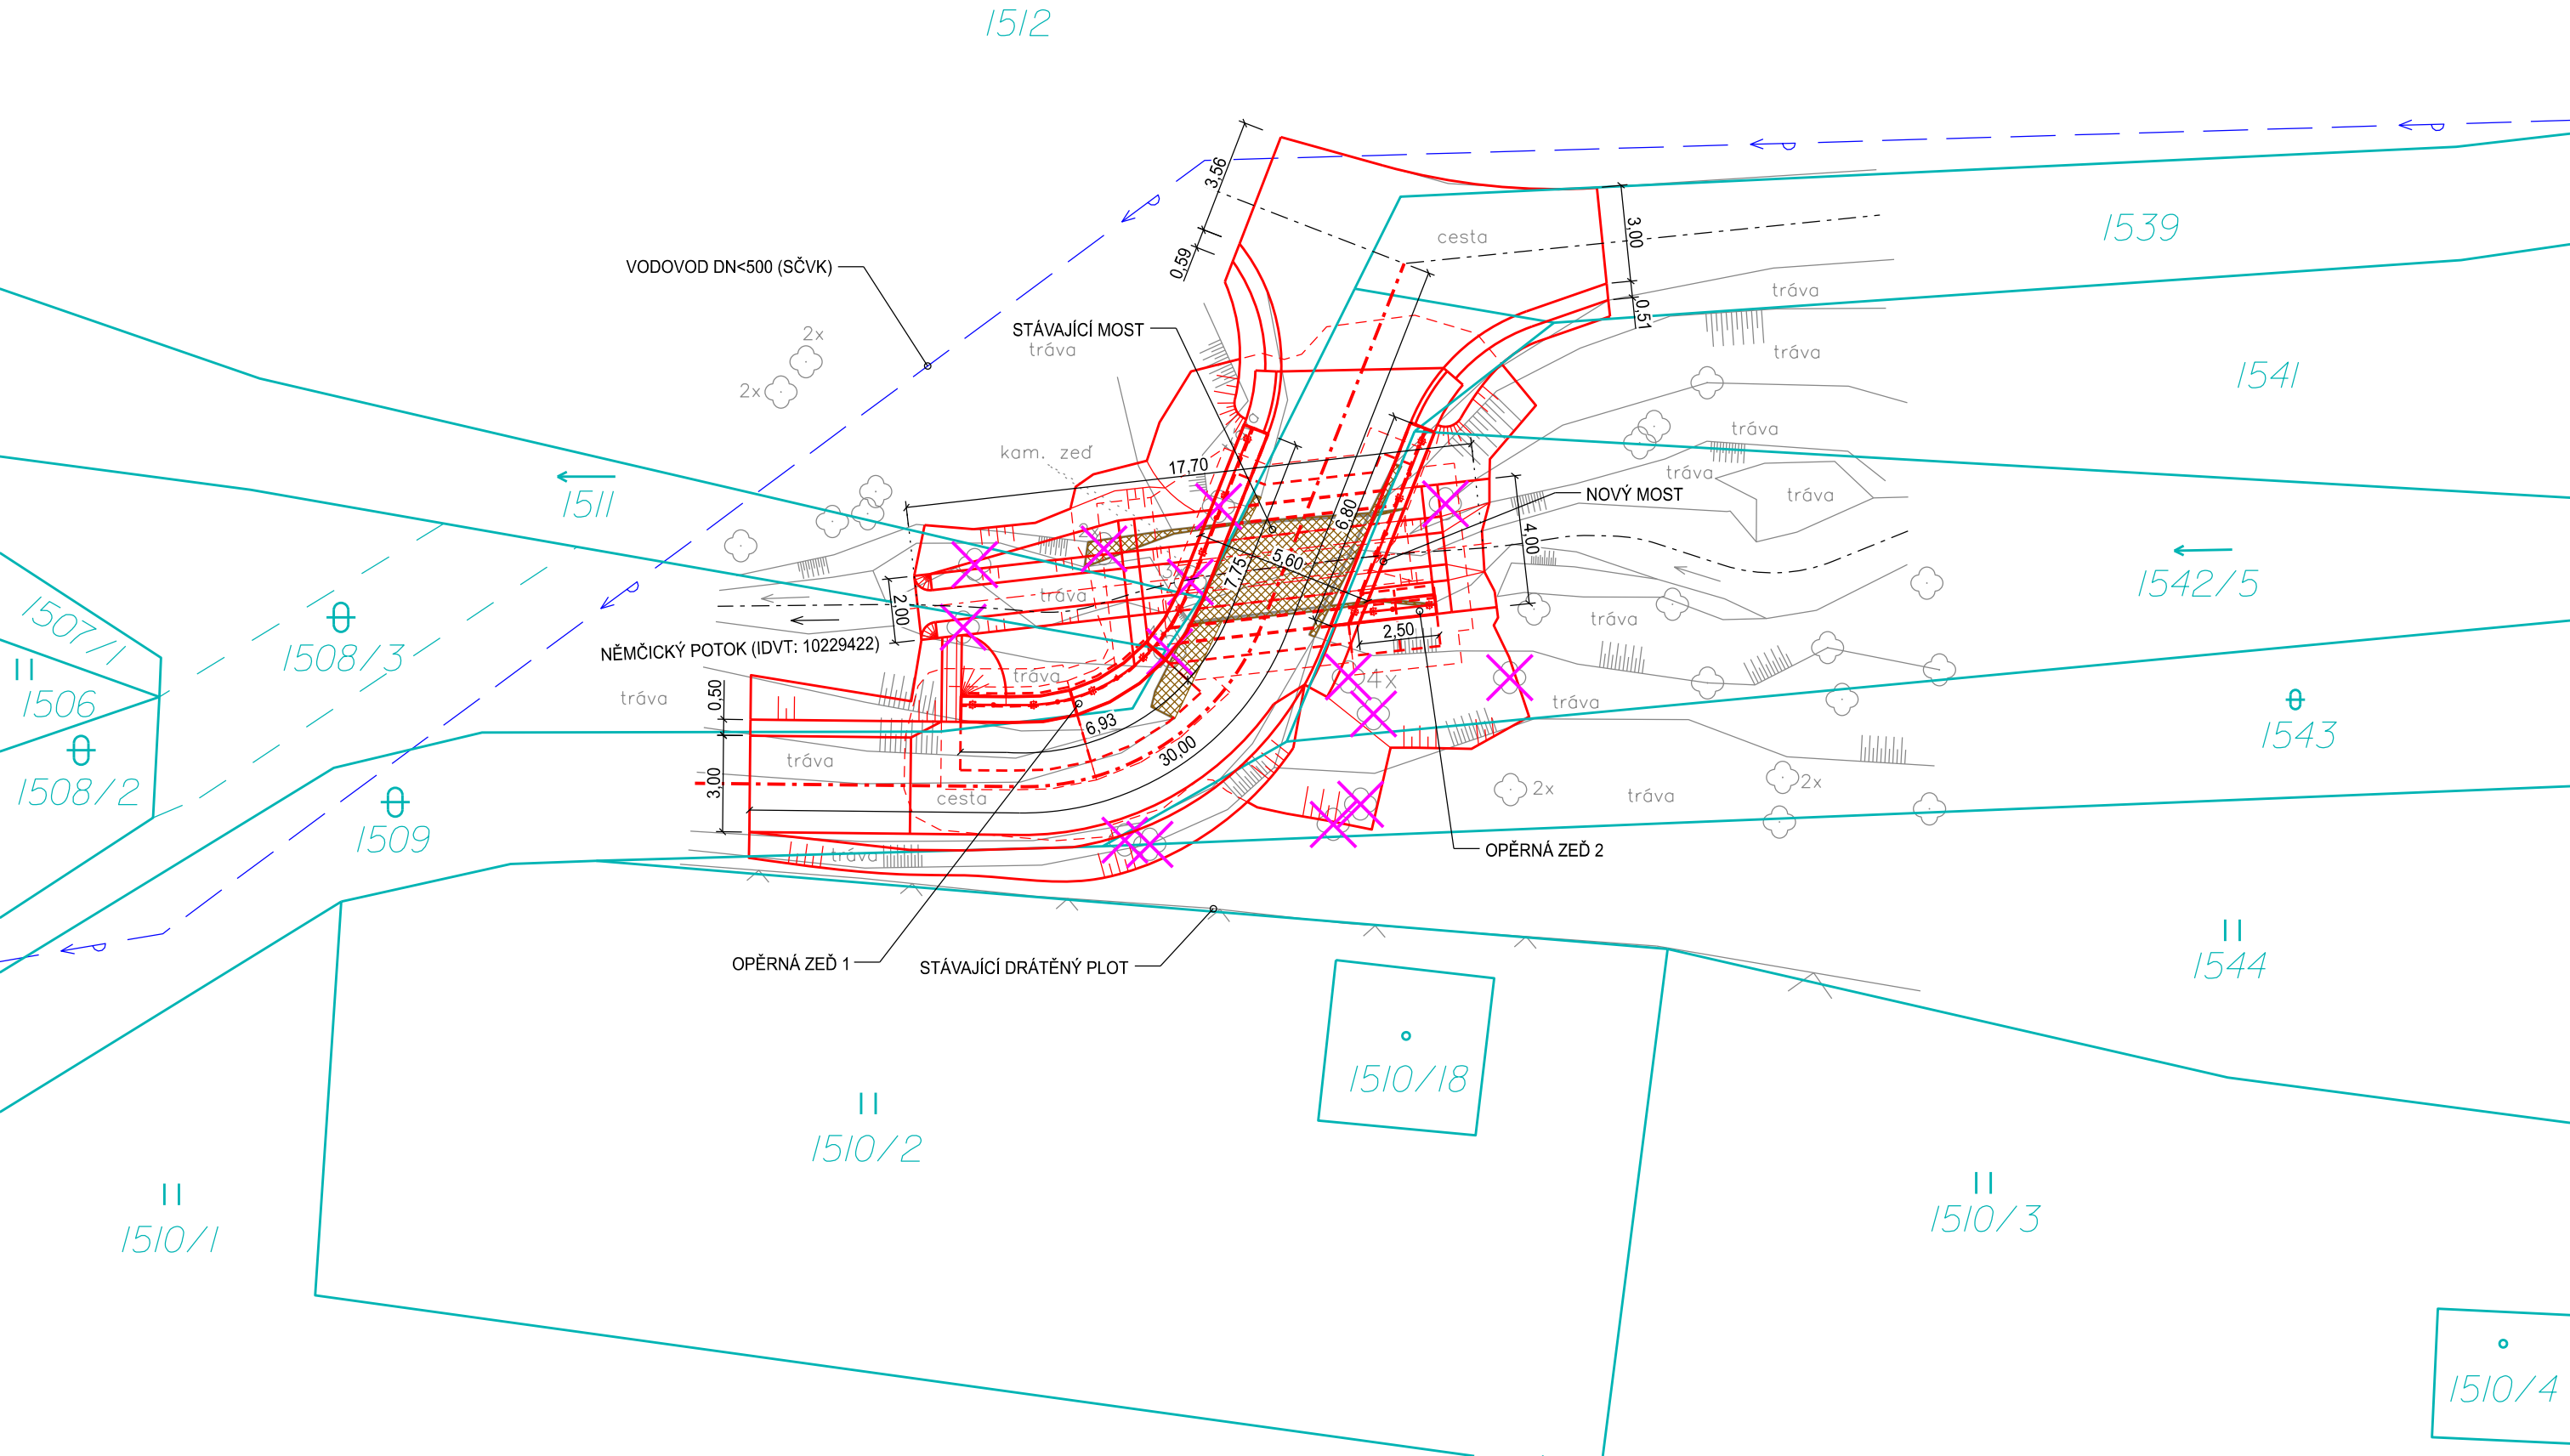 1512
3,56
1539
3,00
cesta
0,59
VODOVOD DN<500 (SČVK)
tráva
0,51
STÁVAJÍCÍ MOST
2x
tráva
tráva
2x
1541
tráva
kam. zeď
17,70
tráva
tráva
NOVÝ MOST
1511
6,80
4,00
2x
5,60
7,75
3x
1542/5
tráva
2,00
1507/1
tráva
2,50
NĚMČICKÝ POTOK (IDVT: 10229422)
1508/3
tráva
4x
tráva
0,50
tráva
1506
6,93
1543
30,00
tráva
3,00
1508/2
cesta
2x
2x
tráva
1509
tráva
OPĚRNÁ ZEĎ 2
OPĚRNÁ ZEĎ 1
STÁVAJÍCÍ DRÁTĚNÝ PLOT
1544
1510/18
1510/2
1510/3
1510/1
1510/4